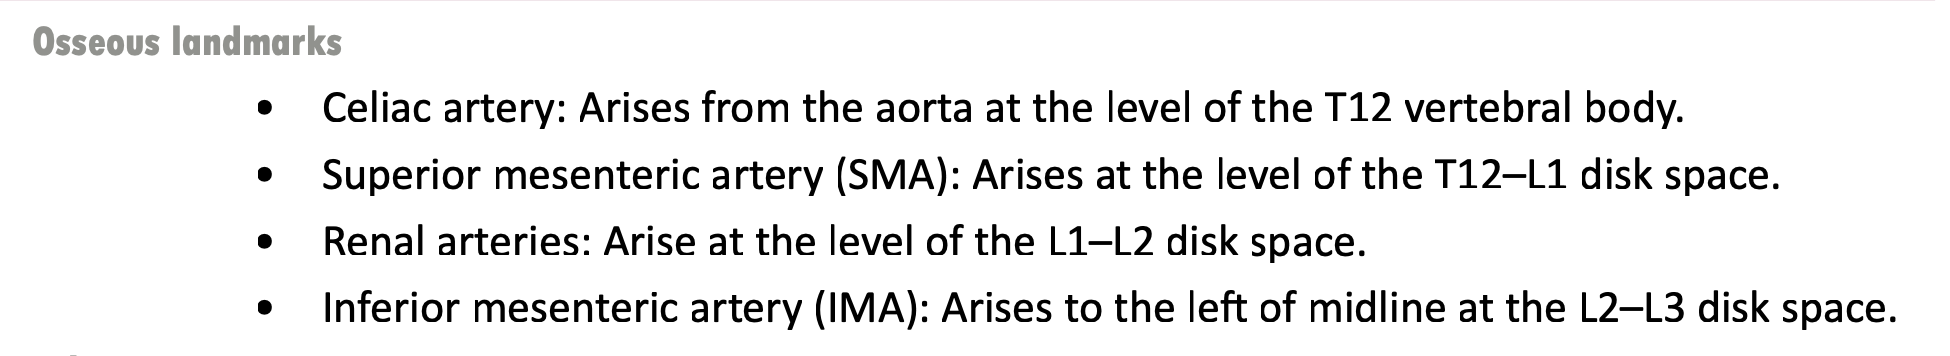 Osseous landmarks
• Celiac artery: Arises from the aorta at the level of the T12 vertebral body.
• Superior mesenteric artery (SMA): Arises at the level of the T12–L1 disk space.
• Renal arteries: Arise at the level of the L1–L2 disk space.
• Inferior mesenteric artery (IMA): Arises to the left of midline at the L2–L3 disk space.